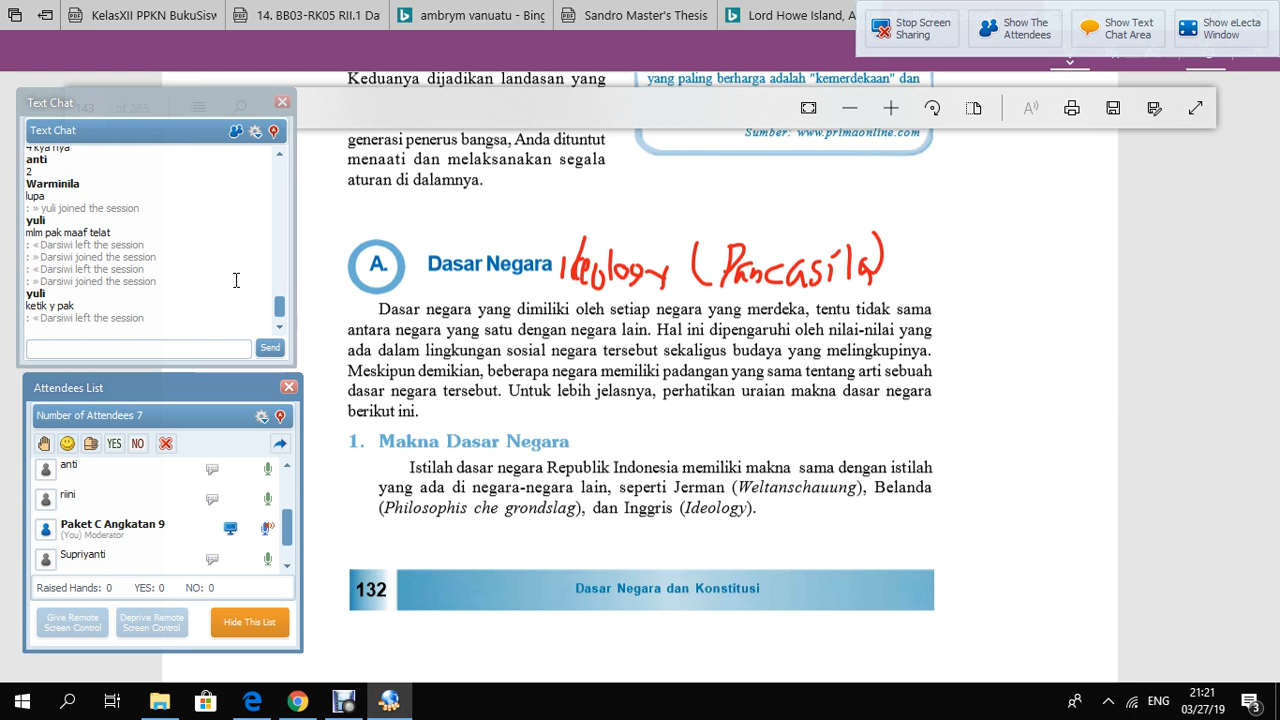 KelasXII PPKN BukuSisw
14. BB03-RK05 RII.1 Da
ambrym vanuatu - Bing
Sandro Master's Thesis
Lord Howe Island, A
Stop Screen
Sharing
Show The
Attendees
Show Text
Chat Area
Show eLecta
Window
Keduanya dijadikan landasan yang
yang paling berharga adalah "kemerdekaan" dan
Text Chat
143 of 285
Text Chat
Sumber: www.primaonline.com
generasi penerus bangsa, Anda dituntut
menaati dan melaksanakan segala
aturan di dalamnya.
4 kya nya
anti
2
Warminila
lupa
: » yuli joined the session
yuli
mlm pak maaf telat
: « Darsiwi left the session
: » Darsiwi joined the session
: « Darsiwi left the session
: » Darsiwi joined the session
yuli
ketik y pak
: « Darsiwi left the session
Send
A. Dasar Negara Ideology (Pancasila)
Dasar negara yang dimiliki oleh setiap negara yang merdeka, tentu tidak sama
antara negara yang satu dengan negara lain. Hal ini dipengaruhi oleh nilai-nilai yang
ada dalam lingkungan sosial negara tersebut sekaligus budaya yang melingkupinya.
Meskipun demikian, beberapa negara memiliki padangan yang sama tentang arti sebuah
dasar negara tersebut. Untuk lebih jelasnya, perhatikan uraian makna dasar negara
berikut ini.
1. Makna Dasar Negara
Istilah dasar negara Republik Indonesia memiliki makna sama dengan istilah
yang ada di negara-negara lain, seperti Jerman (Weltanschauung), Belanda
(Philosophis che grondslag), dan Inggris (Ideology).
132 Dasar Negara dan Konstitusi
Attendees List
Number of Attendees 7
YES NO
anti
riini
Paket C Angkatan 9
(You) Moderator
Supriyanti
Raised Hands: 0 YES: 0 NO: 0
Give Remote
Screen Control
Deprive Remote
Screen Control
Hide This List
ENG
21:21
03/27/19
3